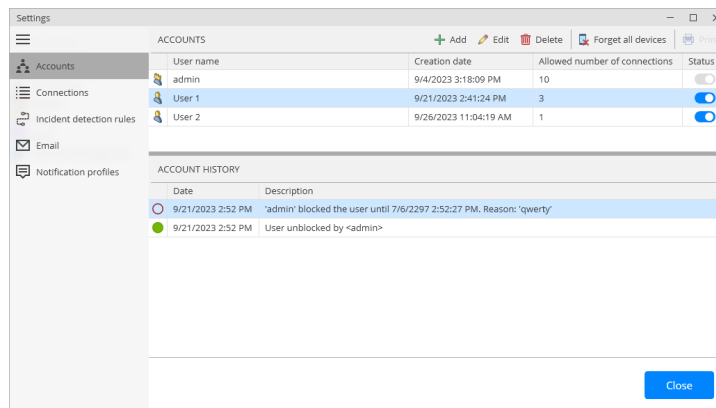 Settings
ACCOUNTS Add Edit Delete Forget all devices
Accounts
Connections
Incident detection rules
Email
Notification profiles
User name Creation date Allowed number of connections Status
admin 9/4/2023 3:18:09 PM 10
User 1 9/21/2023 2:41:24 PM 3
User 2 9/26/2023 11:04:19 AM 1
ACCOUNT HISTORY
Date Description
9/21/2023 2:52 PM 'admin' blocked the user until 7/6/2297 2:52:27 PM. Reason: 'qwerty'
9/21/2023 2:52 PM User unblocked by <admin>
Close